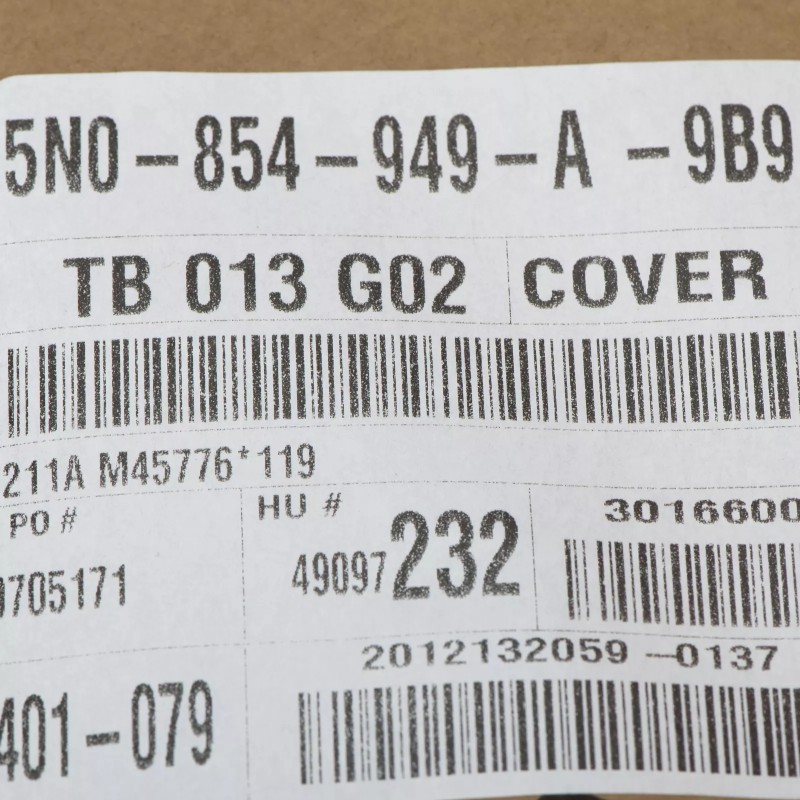 5N0-854-949-A -9B9
TB 013 G02 COVER
211A M45776*119
PO # HU # 3016600
0705171 49097232
2012132059 -0137
401-079